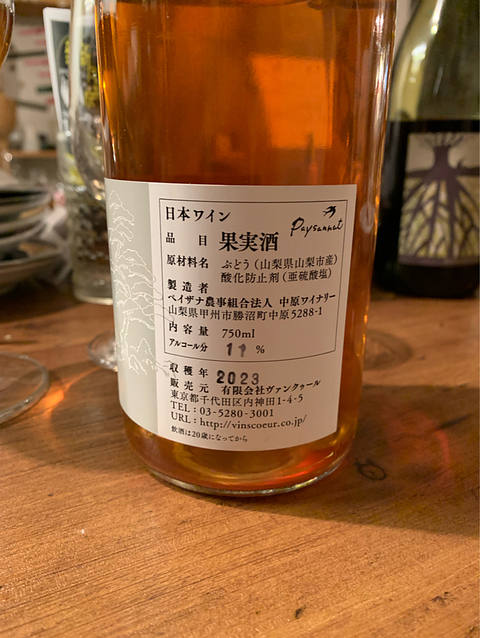 日本ワイン
Paysannat
品目 果実酒
原材料名 ぶどう（山梨県山梨市産）
酸化防止剤（亜硫酸塩）
製造者
ペイザナ農事組合法人 中原ワイナリー
山梨県甲州市勝沼町中原5288-1
内容量 750ml
アルコール分 11 %
収穫年 2023
販売元 有限会社ヴァンクゥール
東京都千代田区内神田1-4-5
TEL : 03-5280-3001
URL : http://vinscoeur.co.jp/
飲酒は20歳になってから